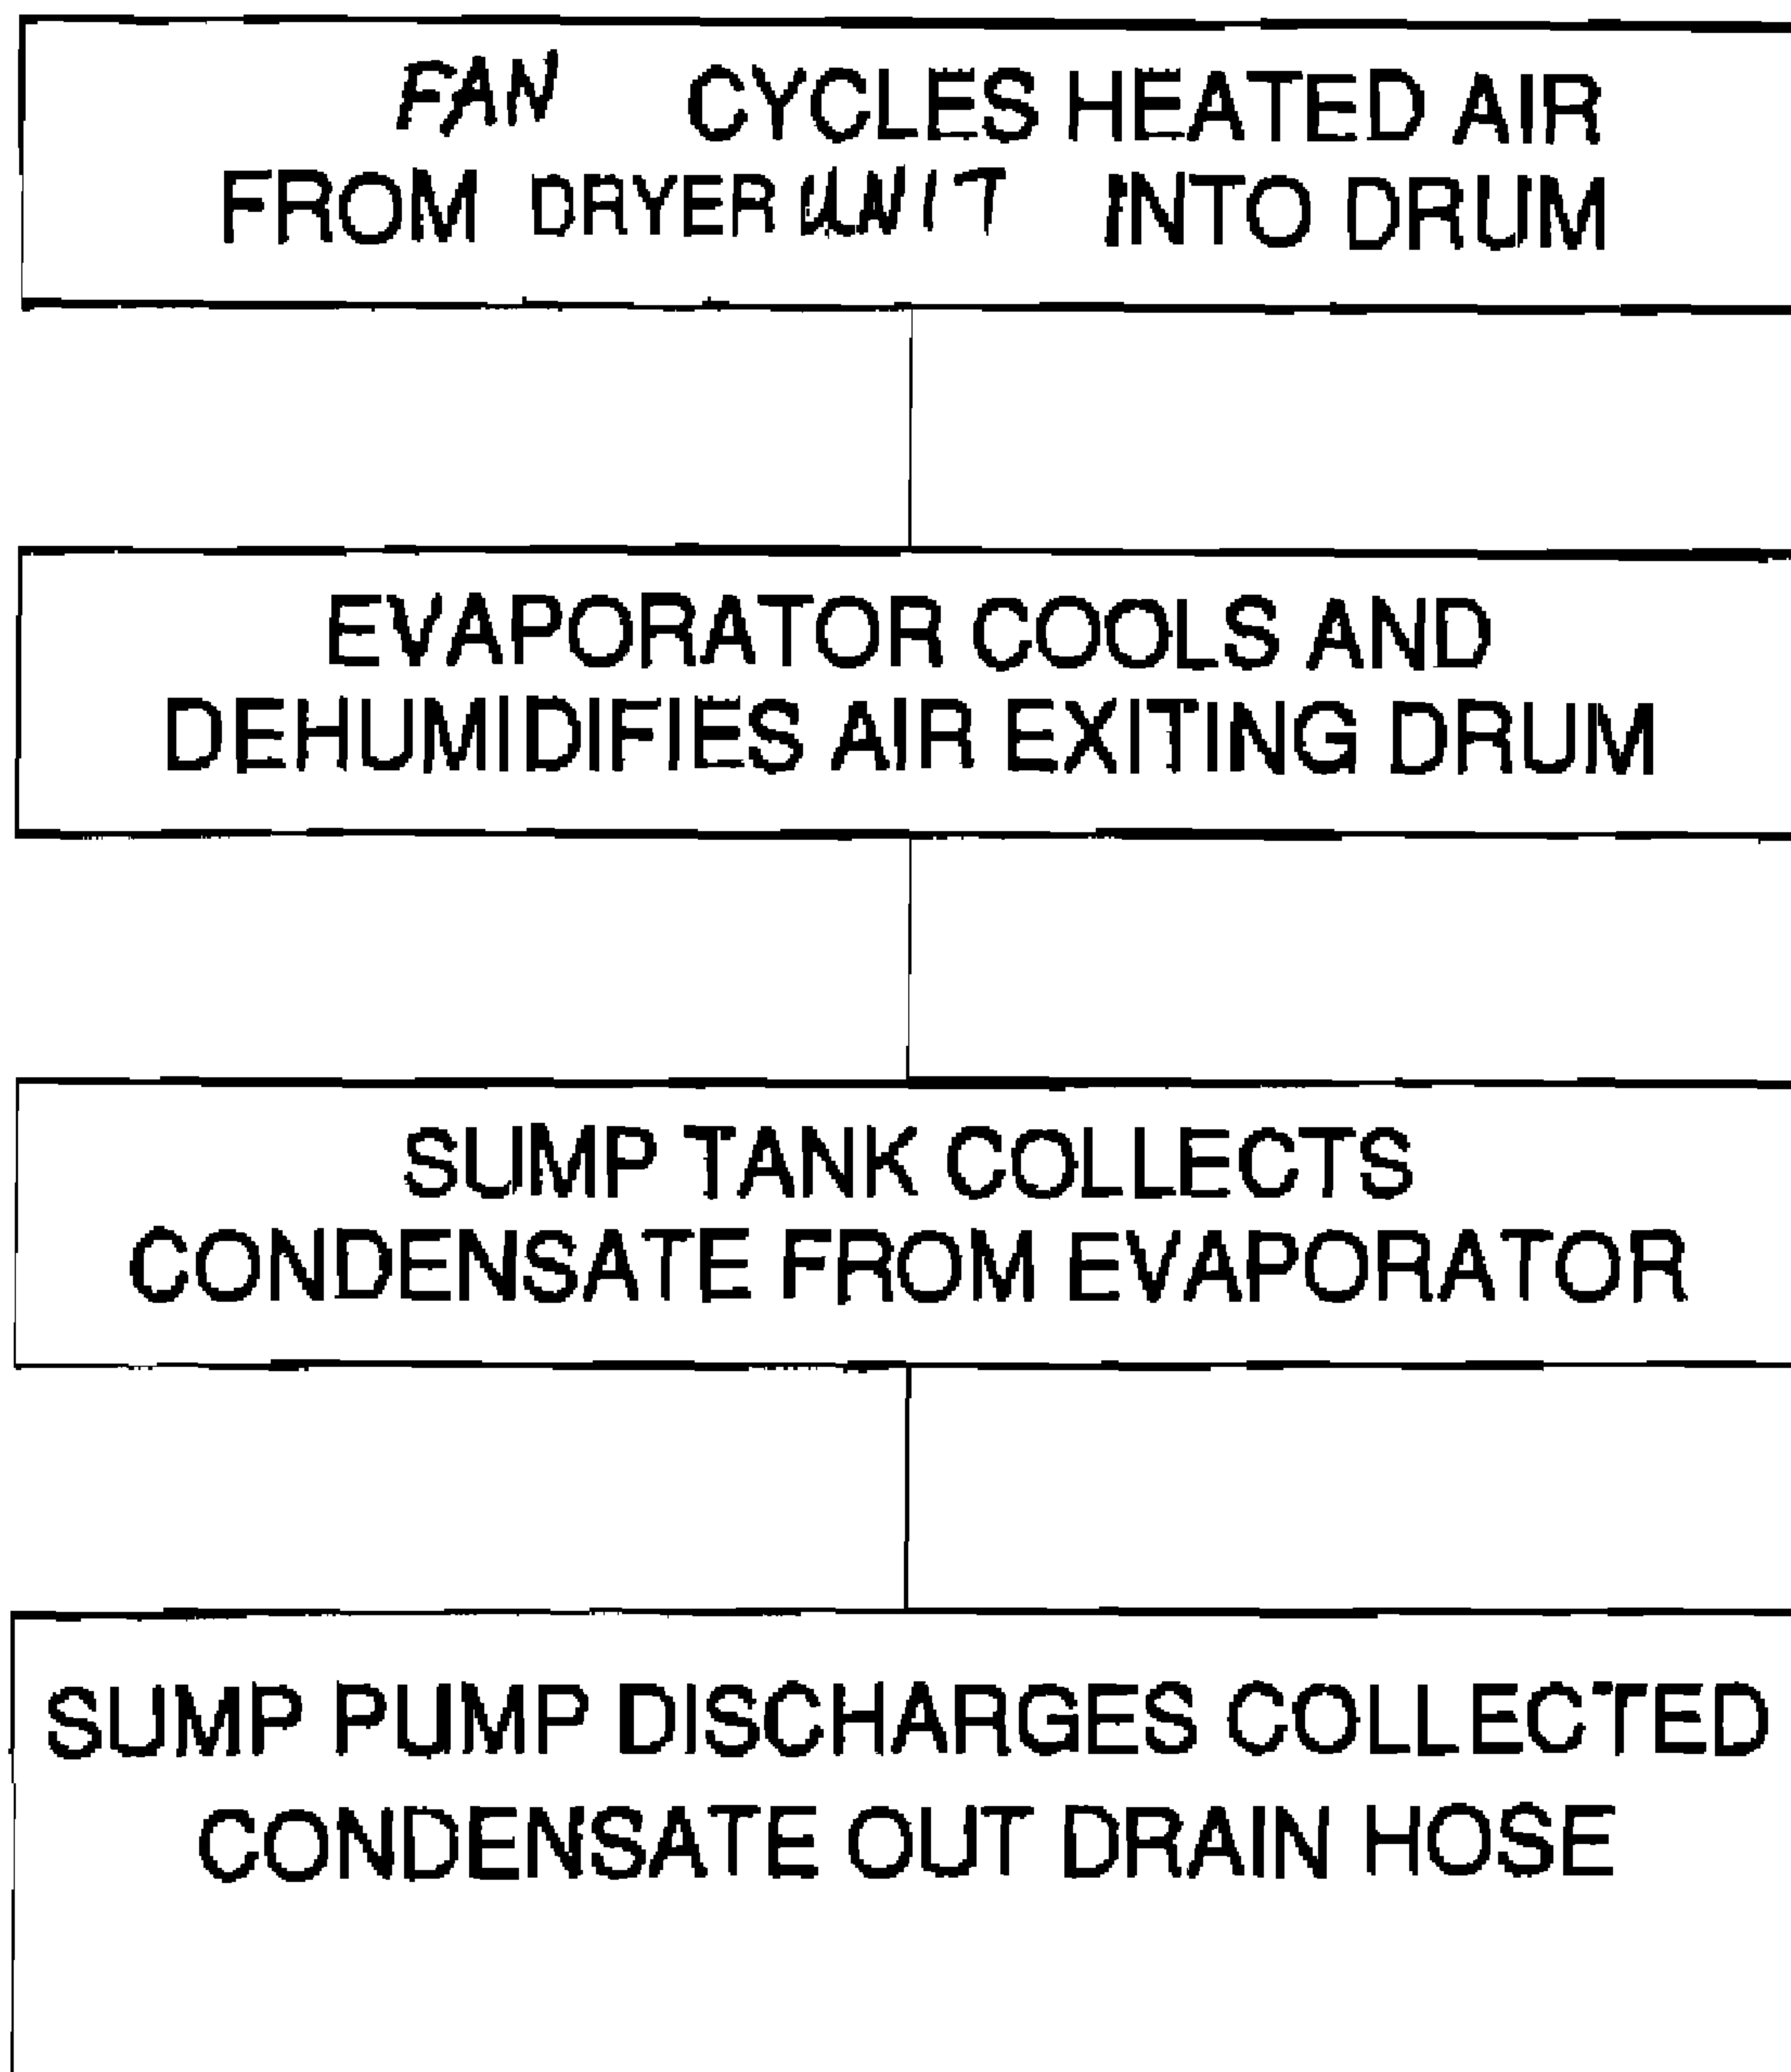 FAN CYCLES HEATED AIR
FROM DRYER UNIT INTO DRUM
EVAPORATOR COOLS AND
DEHUMIDIFIES AIR EXITING DRUM
SUMP TANK COLLECTS
CONDENSATE FROM EVAPORATOR
SUMP PUMP DISCHARGES COLLECTED
CONDENSATE OUT DRAIN HOSE